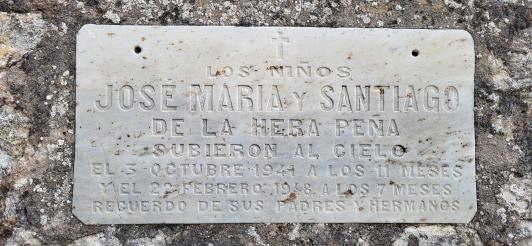 LOS NIÑOS
JOSE MARIA Y SANTIAGO
DE LA HERA PEÑA
SUBIERON AL CIELO
EL 3 OCTUBRE 1941 A LOS 11 MESES
Y EL 22 FEBRERO 1948 A LOS 7 MESES
RECUERDO DE SUS PADRES Y HERMANOS